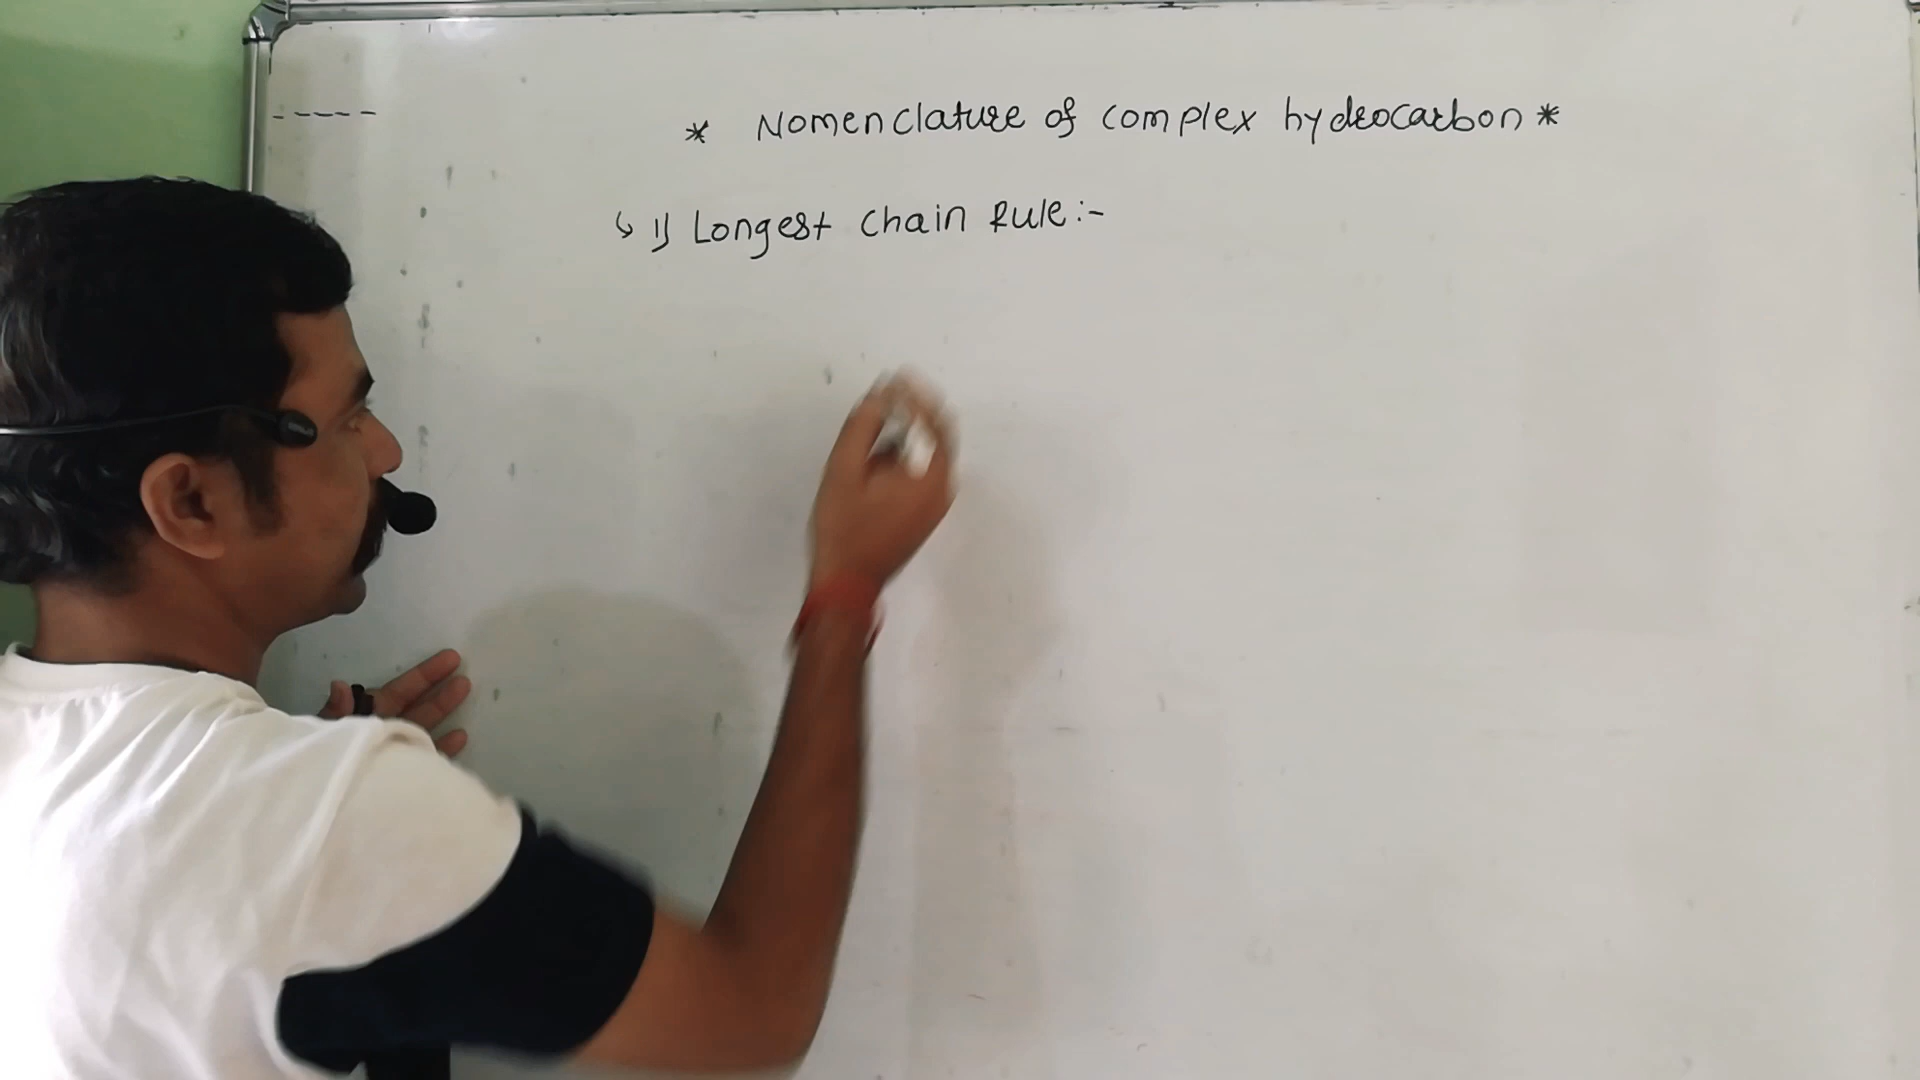 * Nomenclature of complex hydrocarbon *
↳ 1) Longest chain Rule :-